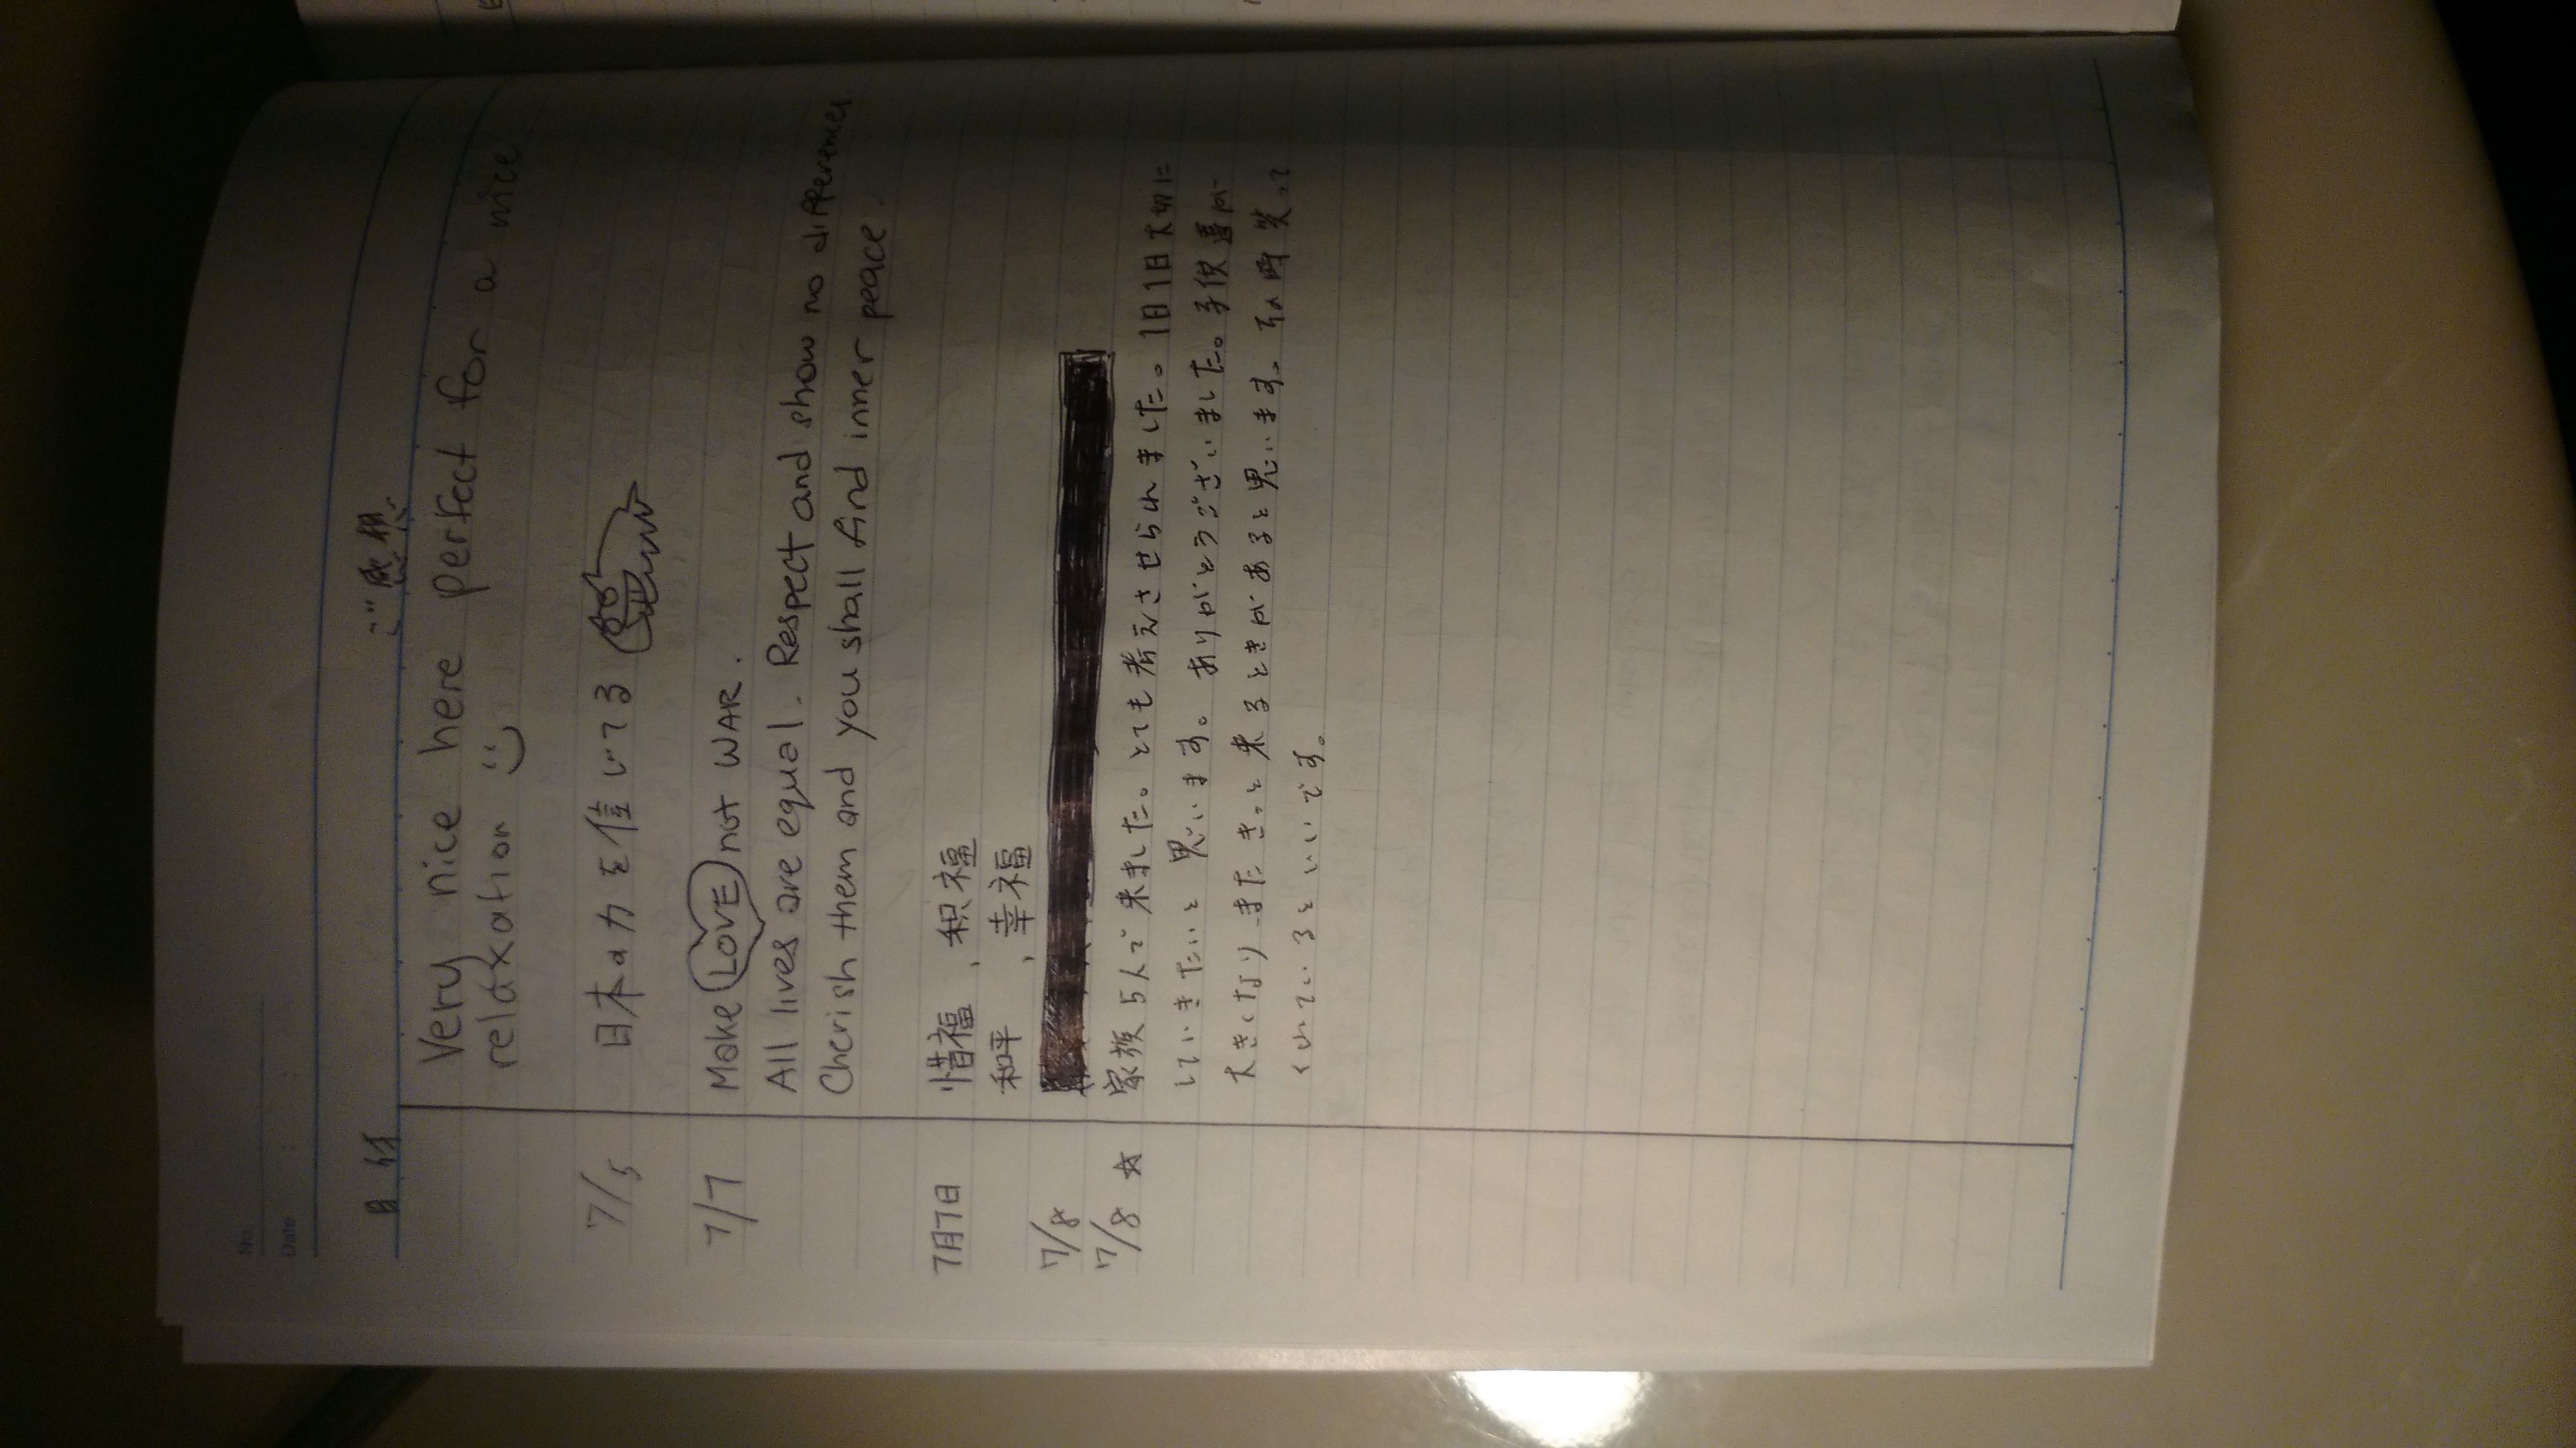 No.
Date
日付
ご感想
Very nice here perfect for a nice
relaxation
7/5 日本の力を信じてる
7/7 Make LOVE not WAR.
All lives are equal. Respect and show no differences
Cherish them and you shall find inner peace.
7月7日 惜福、积福
和平、幸福
7/8
7/8 ☆ 家族5人で来ました。とても考えさせられました。1日1日大切に
していきたいと思います。ありがとうございました。子供達が
大きくなりまたきっと来るときがあると思います。その時笑って
くれているといいです。